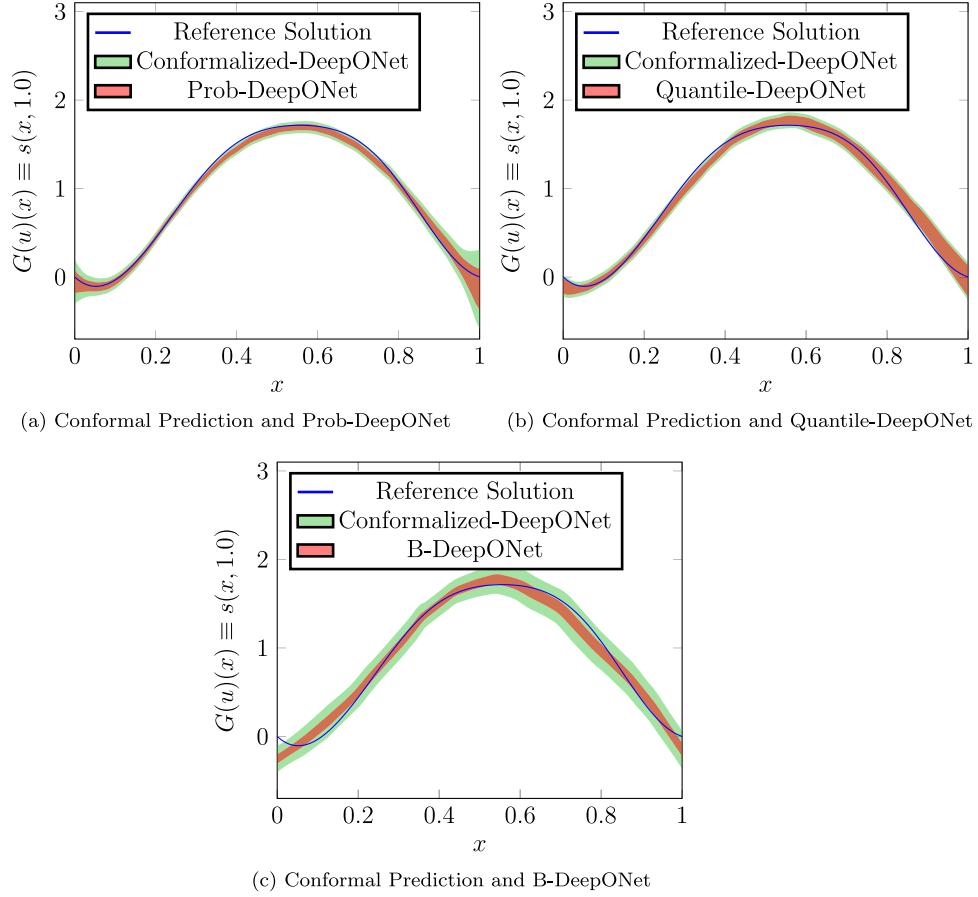 3
2
1
0
G(u)(x) ≡ s(x, 1.0)
Reference Solution
Conformalized-DeepONet
Prob-DeepONet
0 0.2 0.4 0.6 0.8 1
x
(a) Conformal Prediction and Prob-DeepONet
3
2
1
0
G(u)(x) ≡ s(x, 1.0)
Reference Solution
Conformalized-DeepONet
Quantile-DeepONet
0 0.2 0.4 0.6 0.8 1
x
(b) Conformal Prediction and Quantile-DeepONet
3
2
1
0
G(u)(x) ≡ s(x, 1.0)
Reference Solution
Conformalized-DeepONet
B-DeepONet
0 0.2 0.4 0.6 0.8 1
x
(c) Conformal Prediction and B-DeepONet